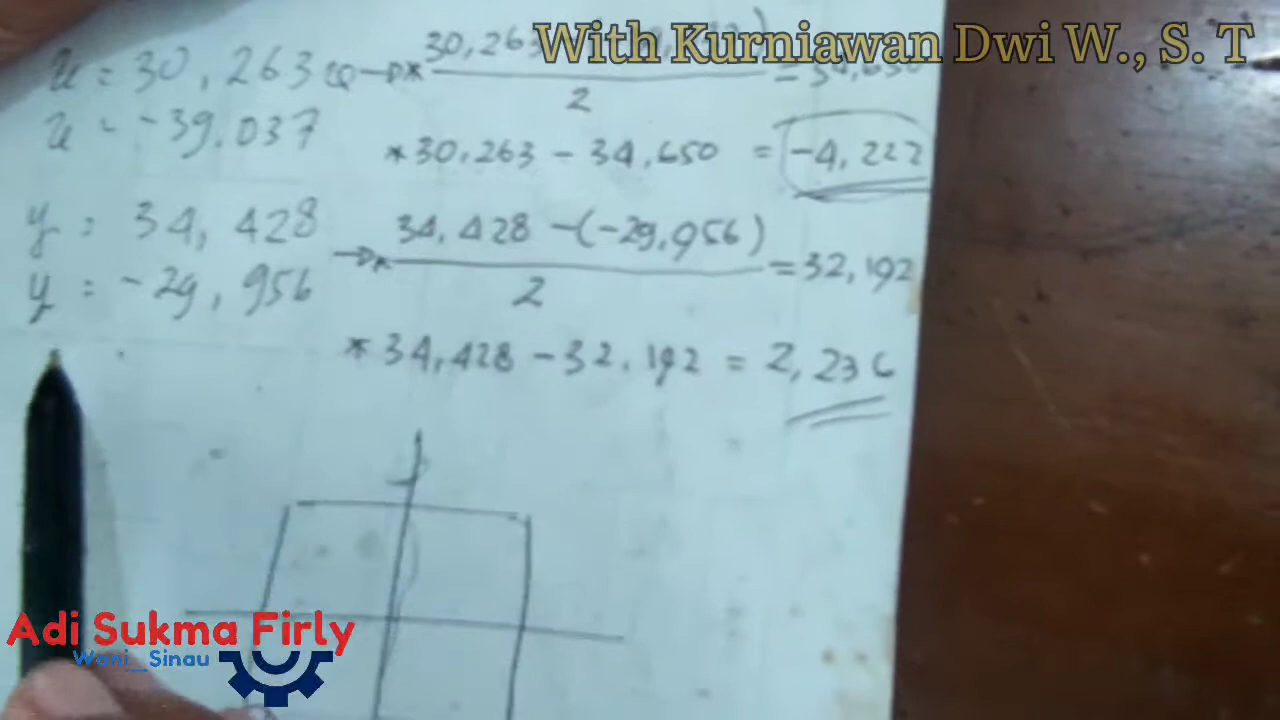 With Kurniawan Dwi W., S. T
x = 30,263
30,263
2
x = -39.037
* 30,263 - 34,650 = -4,222
y = 34,428
34,428 -(-29,956)
= 32,192
2
y = -29,956
* 34,428 - 32,192 = 2,236
Adi Sukma Firly
Wani_Sinau